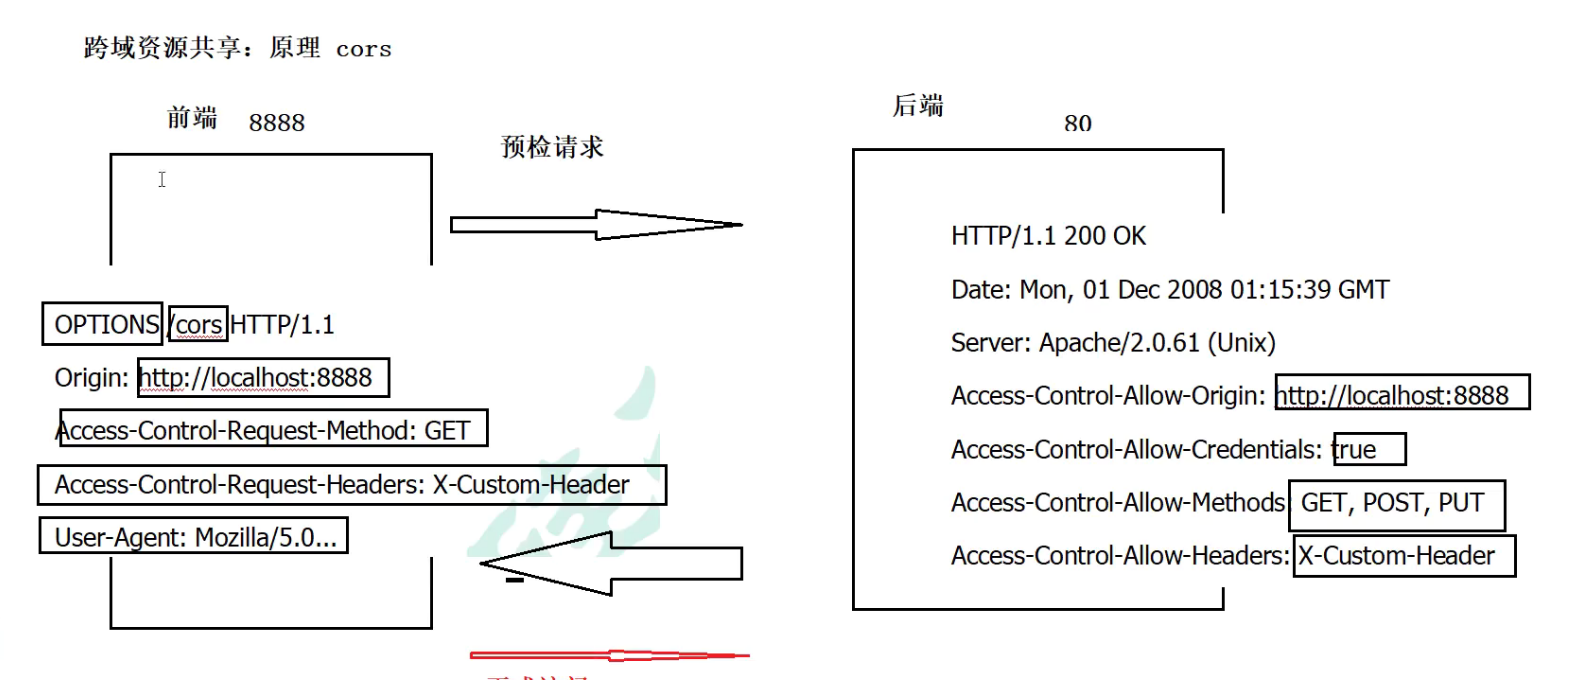 跨域资源共享：原理 cors
前端 8888
后端
80
预检请求
OPTIONS /cors HTTP/1.1
Origin: http://localhost:8888
Access-Control-Request-Method: GET
Access-Control-Request-Headers: X-Custom-Header
User-Agent: Mozilla/5.0...
HTTP/1.1 200 OK
Date: Mon, 01 Dec 2008 01:15:39 GMT
Server: Apache/2.0.61 (Unix)
Access-Control-Allow-Origin: http://localhost:8888
Access-Control-Allow-Credentials: true
Access-Control-Allow-Methods: GET, POST, PUT
Access-Control-Allow-Headers: X-Custom-Header